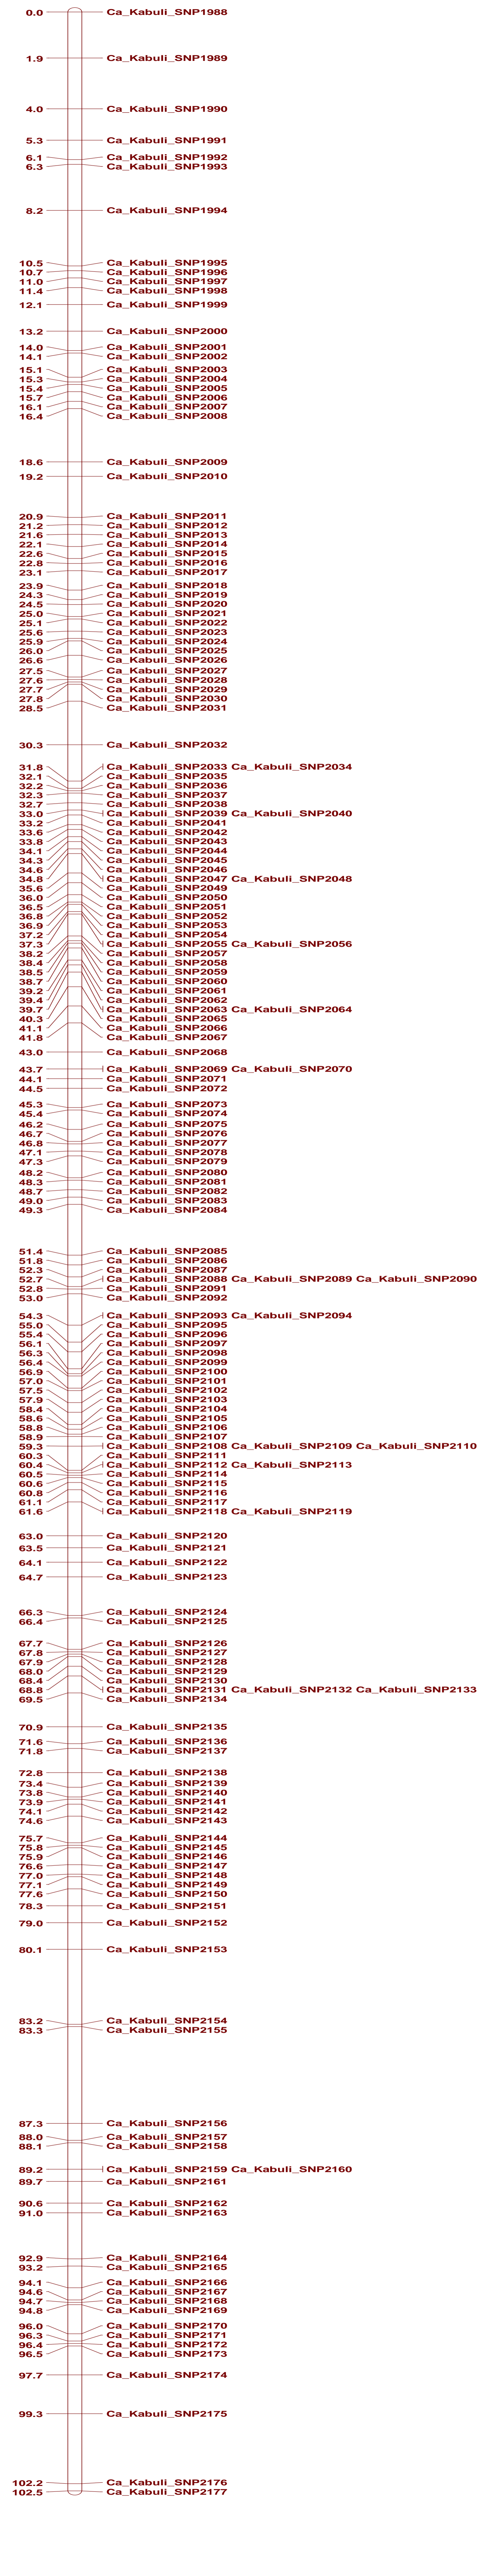 0.0 Ca_Kabuli_SNP1988
1.9 Ca_Kabuli_SNP1989
4.0 Ca_Kabuli_SNP1990
5.3 Ca_Kabuli_SNP1991
6.1 Ca_Kabuli_SNP1992
6.3 Ca_Kabuli_SNP1993
8.2 Ca_Kabuli_SNP1994
10.5 Ca_Kabuli_SNP1995
10.7 Ca_Kabuli_SNP1996
11.0 Ca_Kabuli_SNP1997
11.4 Ca_Kabuli_SNP1998
12.1 Ca_Kabuli_SNP1999
13.2 Ca_Kabuli_SNP2000
14.0 Ca_Kabuli_SNP2001
14.1 Ca_Kabuli_SNP2002
15.1 Ca_Kabuli_SNP2003
15.3 Ca_Kabuli_SNP2004
15.4 Ca_Kabuli_SNP2005
15.7 Ca_Kabuli_SNP2006
16.1 Ca_Kabuli_SNP2007
16.4 Ca_Kabuli_SNP2008
18.6 Ca_Kabuli_SNP2009
19.2 Ca_Kabuli_SNP2010
20.9 Ca_Kabuli_SNP2011
21.2 Ca_Kabuli_SNP2012
21.6 Ca_Kabuli_SNP2013
22.1 Ca_Kabuli_SNP2014
22.6 Ca_Kabuli_SNP2015
22.8 Ca_Kabuli_SNP2016
23.1 Ca_Kabuli_SNP2017
23.9 Ca_Kabuli_SNP2018
24.3 Ca_Kabuli_SNP2019
24.5 Ca_Kabuli_SNP2020
25.0 Ca_Kabuli_SNP2021
25.1 Ca_Kabuli_SNP2022
25.6 Ca_Kabuli_SNP2023
25.9 Ca_Kabuli_SNP2024
26.0 Ca_Kabuli_SNP2025
26.6 Ca_Kabuli_SNP2026
27.5 Ca_Kabuli_SNP2027
27.6 Ca_Kabuli_SNP2028
27.7 Ca_Kabuli_SNP2029
27.8 Ca_Kabuli_SNP2030
28.5 Ca_Kabuli_SNP2031
30.3 Ca_Kabuli_SNP2032
31.8 Ca_Kabuli_SNP2033 Ca_Kabuli_SNP2034
32.1 Ca_Kabuli_SNP2035
32.2 Ca_Kabuli_SNP2036
32.3 Ca_Kabuli_SNP2037
32.7 Ca_Kabuli_SNP2038
33.0 Ca_Kabuli_SNP2039 Ca_Kabuli_SNP2040
33.2 Ca_Kabuli_SNP2041
33.6 Ca_Kabuli_SNP2042
33.8 Ca_Kabuli_SNP2043
34.1 Ca_Kabuli_SNP2044
34.3 Ca_Kabuli_SNP2045
34.6 Ca_Kabuli_SNP2046
34.8 Ca_Kabuli_SNP2047 Ca_Kabuli_SNP2048
35.6 Ca_Kabuli_SNP2049
36.0 Ca_Kabuli_SNP2050
36.5 Ca_Kabuli_SNP2051
36.8 Ca_Kabuli_SNP2052
36.9 Ca_Kabuli_SNP2053
37.2 Ca_Kabuli_SNP2054
37.3 Ca_Kabuli_SNP2055 Ca_Kabuli_SNP2056
38.2 Ca_Kabuli_SNP2057
38.4 Ca_Kabuli_SNP2058
38.5 Ca_Kabuli_SNP2059
38.7 Ca_Kabuli_SNP2060
39.2 Ca_Kabuli_SNP2061
39.4 Ca_Kabuli_SNP2062
39.7 Ca_Kabuli_SNP2063 Ca_Kabuli_SNP2064
40.3 Ca_Kabuli_SNP2065
41.1 Ca_Kabuli_SNP2066
41.8 Ca_Kabuli_SNP2067
43.0 Ca_Kabuli_SNP2068
43.7 Ca_Kabuli_SNP2069 Ca_Kabuli_SNP2070
44.1 Ca_Kabuli_SNP2071
44.5 Ca_Kabuli_SNP2072
45.3 Ca_Kabuli_SNP2073
45.4 Ca_Kabuli_SNP2074
46.2 Ca_Kabuli_SNP2075
46.7 Ca_Kabuli_SNP2076
46.8 Ca_Kabuli_SNP2077
47.1 Ca_Kabuli_SNP2078
47.3 Ca_Kabuli_SNP2079
48.2 Ca_Kabuli_SNP2080
48.3 Ca_Kabuli_SNP2081
48.7 Ca_Kabuli_SNP2082
49.0 Ca_Kabuli_SNP2083
49.3 Ca_Kabuli_SNP2084
51.4 Ca_Kabuli_SNP2085
51.8 Ca_Kabuli_SNP2086
52.3 Ca_Kabuli_SNP2087
52.7 Ca_Kabuli_SNP2088 Ca_Kabuli_SNP2089 Ca_Kabuli_SNP2090
52.8 Ca_Kabuli_SNP2091
53.0 Ca_Kabuli_SNP2092
54.3 Ca_Kabuli_SNP2093 Ca_Kabuli_SNP2094
55.0 Ca_Kabuli_SNP2095
55.4 Ca_Kabuli_SNP2096
56.1 Ca_Kabuli_SNP2097
56.3 Ca_Kabuli_SNP2098
56.4 Ca_Kabuli_SNP2099
56.9 Ca_Kabuli_SNP2100
57.0 Ca_Kabuli_SNP2101
57.5 Ca_Kabuli_SNP2102
57.9 Ca_Kabuli_SNP2103
58.4 Ca_Kabuli_SNP2104
58.6 Ca_Kabuli_SNP2105
58.8 Ca_Kabuli_SNP2106
58.9 Ca_Kabuli_SNP2107
59.3 Ca_Kabuli_SNP2108 Ca_Kabuli_SNP2109 Ca_Kabuli_SNP2110
60.3 Ca_Kabuli_SNP2111
60.4 Ca_Kabuli_SNP2112 Ca_Kabuli_SNP2113
60.5 Ca_Kabuli_SNP2114
60.6 Ca_Kabuli_SNP2115
60.8 Ca_Kabuli_SNP2116
61.1 Ca_Kabuli_SNP2117
61.6 Ca_Kabuli_SNP2118 Ca_Kabuli_SNP2119
63.0 Ca_Kabuli_SNP2120
63.5 Ca_Kabuli_SNP2121
64.1 Ca_Kabuli_SNP2122
64.7 Ca_Kabuli_SNP2123
66.3 Ca_Kabuli_SNP2124
66.4 Ca_Kabuli_SNP2125
67.7 Ca_Kabuli_SNP2126
67.8 Ca_Kabuli_SNP2127
67.9 Ca_Kabuli_SNP2128
68.0 Ca_Kabuli_SNP2129
68.4 Ca_Kabuli_SNP2130
68.8 Ca_Kabuli_SNP2131 Ca_Kabuli_SNP2132 Ca_Kabuli_SNP2133
69.5 Ca_Kabuli_SNP2134
70.9 Ca_Kabuli_SNP2135
71.6 Ca_Kabuli_SNP2136
71.8 Ca_Kabuli_SNP2137
72.8 Ca_Kabuli_SNP2138
73.4 Ca_Kabuli_SNP2139
73.8 Ca_Kabuli_SNP2140
73.9 Ca_Kabuli_SNP2141
74.1 Ca_Kabuli_SNP2142
74.6 Ca_Kabuli_SNP2143
75.7 Ca_Kabuli_SNP2144
75.8 Ca_Kabuli_SNP2145
75.9 Ca_Kabuli_SNP2146
76.6 Ca_Kabuli_SNP2147
77.0 Ca_Kabuli_SNP2148
77.1 Ca_Kabuli_SNP2149
77.6 Ca_Kabuli_SNP2150
78.3 Ca_Kabuli_SNP2151
79.0 Ca_Kabuli_SNP2152
80.1 Ca_Kabuli_SNP2153
83.2 Ca_Kabuli_SNP2154
83.3 Ca_Kabuli_SNP2155
87.3 Ca_Kabuli_SNP2156
88.0 Ca_Kabuli_SNP2157
88.1 Ca_Kabuli_SNP2158
89.2 Ca_Kabuli_SNP2159 Ca_Kabuli_SNP2160
89.7 Ca_Kabuli_SNP2161
90.6 Ca_Kabuli_SNP2162
91.0 Ca_Kabuli_SNP2163
92.9 Ca_Kabuli_SNP2164
93.2 Ca_Kabuli_SNP2165
94.1 Ca_Kabuli_SNP2166
94.6 Ca_Kabuli_SNP2167
94.7 Ca_Kabuli_SNP2168
94.8 Ca_Kabuli_SNP2169
96.0 Ca_Kabuli_SNP2170
96.3 Ca_Kabuli_SNP2171
96.4 Ca_Kabuli_SNP2172
96.5 Ca_Kabuli_SNP2173
97.7 Ca_Kabuli_SNP2174
99.3 Ca_Kabuli_SNP2175
102.2 Ca_Kabuli_SNP2176
102.5 Ca_Kabuli_SNP2177